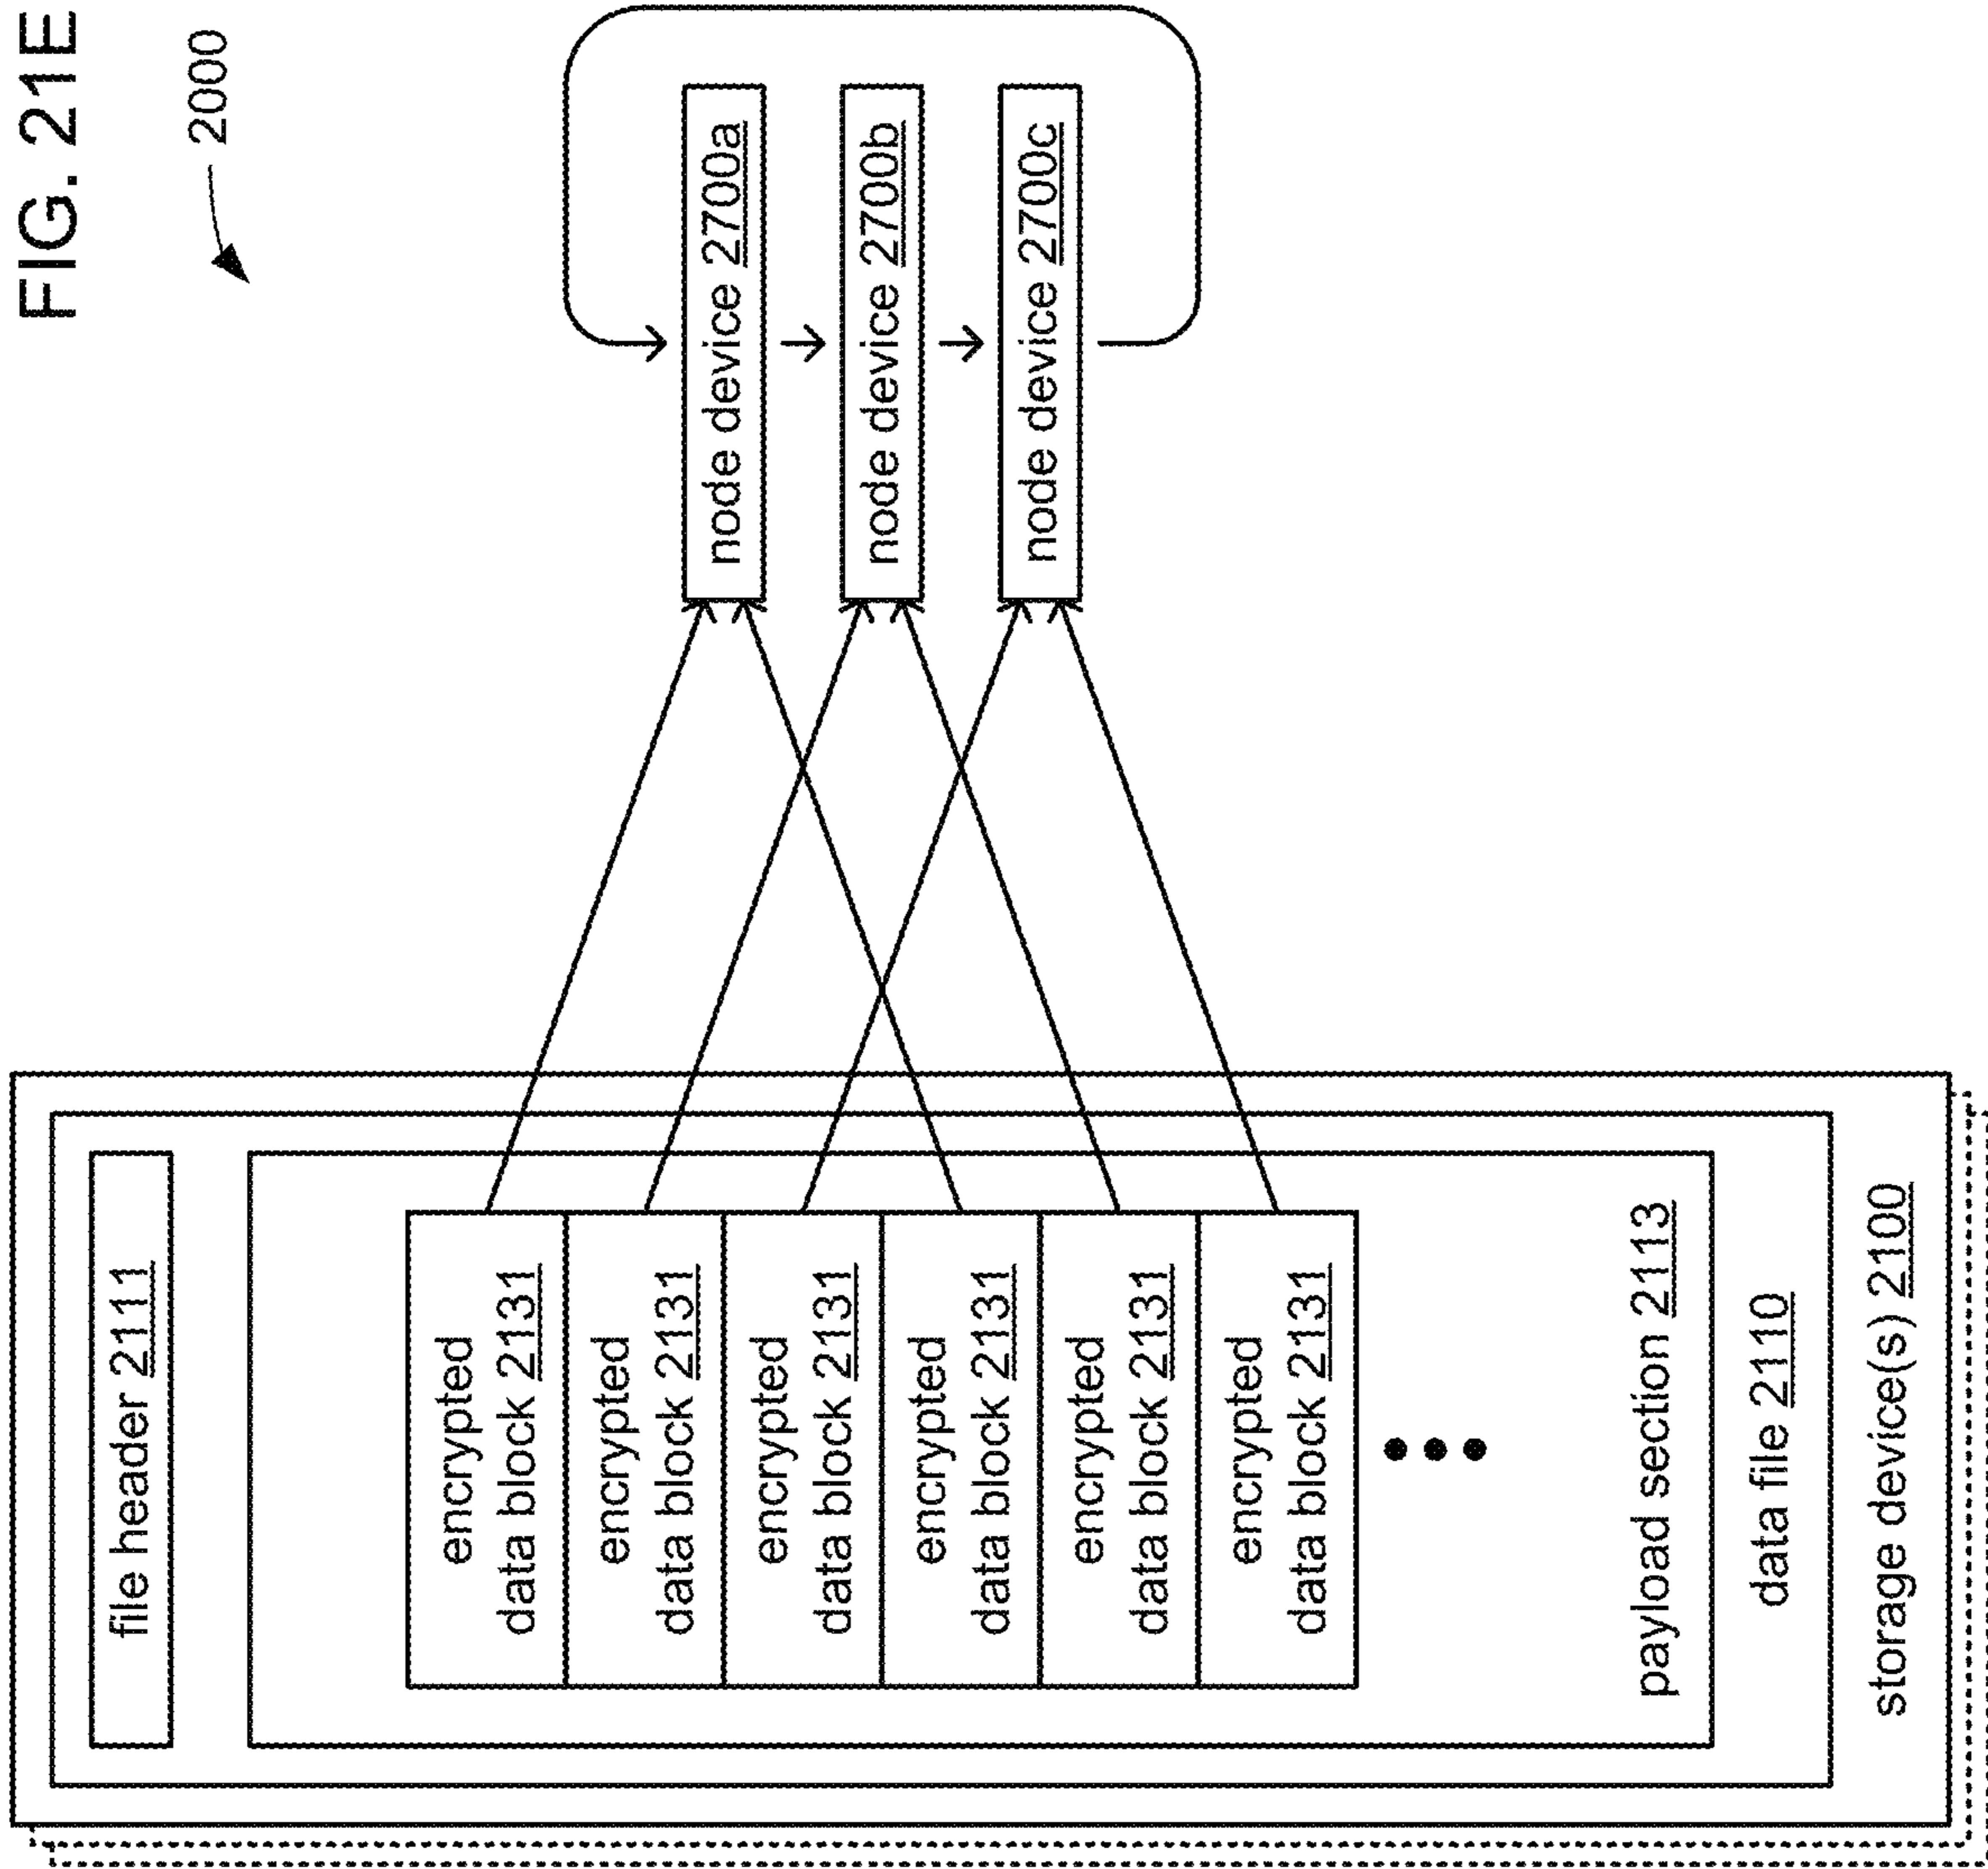 FIG. 21E
2000
file header 2111
encrypted
data block 2131
encrypted
data block 2131
encrypted
data block 2131
encrypted
data block 2131
encrypted
data block 2131
encrypted
data block 2131
payload section 2113
data file 2110
storage device(s) 2100
node device 2700a
node device 2700b
node device 2700c